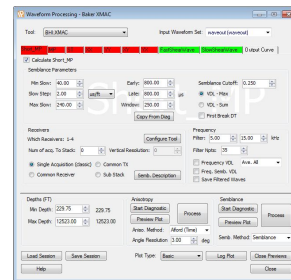 Waveform Processing - Baker XMAC
Tool: BHI XMAC Input Waveform Set: waveout (waveout)
Short_MP FastShearWave SlowShearWave Output Curve
Calculate Short_MP
Semblance Parameters
Min Slow: 40.00 Early: 800.00 Semblance Cutoff: 0.250
Slow Step: 2.00 us/ft Late: 800.00 µs VDL - Max
Max Slow: 240.00 Window: 250.00 VDL - Sum
Copy From Diag First Break DT
Receivers Frequency
Which Receivers: 1-4 Configure Tool Filter: 5.00 15.00 kHz
Num of acq. To Stack: 0 Vertical Resolution: Filter Npts: 35
Single Acquisition (classic) Common TX Frequency VDL Ave. All
Common Receiver Sub Stack Semb. Description Freq. Semb. VDL
Save Filtered Waves
Depths (FT) Anisotropy Semblance
Min Depth: 229.75 229.75 Start Diagnostic Process Start Diagnostic Process
Max Depth: 12523.00 12523.00 Preview Plot Preview Plot
Aniso. Method: Alford (Time) Semb. Method: Semblance
Angle Resolution: 3.00 deg
Load Session Save Session Plot Type: Basic Log Plot Close Previews
Help Close